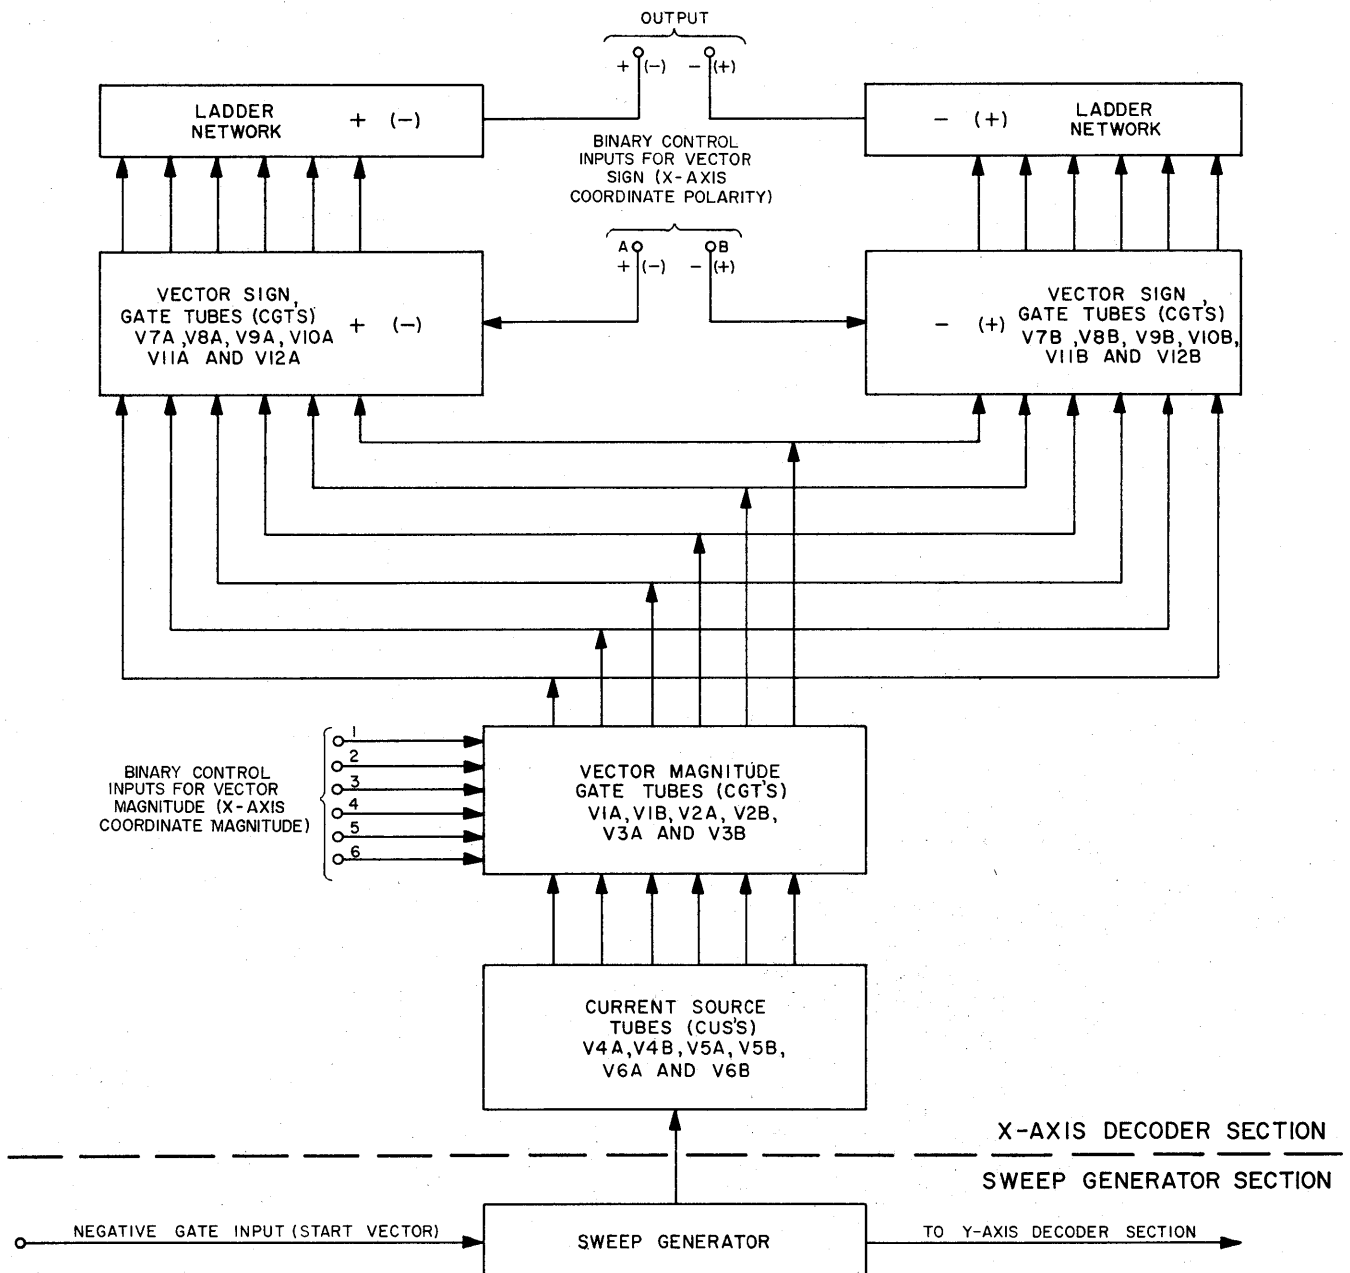 OUTPUT
+ (-) - (+)
LADDER
NETWORK + (-)
- (+) LADDER
NETWORK
BINARY CONTROL
INPUTS FOR VECTOR
SIGN (X-AXIS
COORDINATE POLARITY)
A B
+ (-) - (+)
VECTOR SIGN,
GATE TUBES (CGTS)
V7A ,V8A, V9A, V10A
V11A AND V12A
+ (-)
- (+)
VECTOR SIGN ,
GATE TUBES (CGTS)
V7B ,V8B, V9B, V10B,
V11B AND V12B
BINARY CONTROL
INPUTS FOR VECTOR
MAGNITUDE (X-AXIS
COORDINATE MAGNITUDE)
1
2
3
4
5
6
VECTOR MAGNITUDE
GATE TUBES (CGT'S)
V1A, V1B, V2A, V2B,
V3A AND V3B
CURRENT SOURCE
TUBES (CUS'S)
V4A,V4B,V5A,V5B,
V6A AND V6B
X-AXIS DECODER SECTION
SWEEP GENERATOR SECTION
NEGATIVE GATE INPUT (START VECTOR)
SWEEP GENERATOR
TO Y-AXIS DECODER SECTION